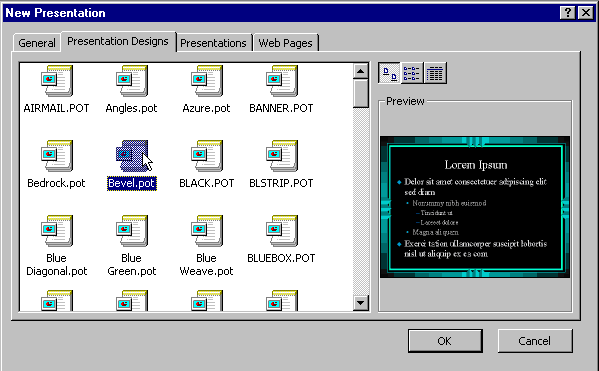 New Presentation
General Presentation Designs Presentations Web Pages
AIRMAIL.POT Angles.pot Azure.pot BANNER.POT
Preview
Bedrock.pot Bevel.pot BLACK.POT BLSTRIP.POT
Blue Diagonal.pot
Blue Green.pot
Blue Weave.pot
BLUEBOX.POT
Lorem Ipsum
Dolor sit amet consectetuer adipiscing elit
sed diam
Nonummy nibh euismod
Tincidunt ut
Laoreet dolore
Magna aliquam
Exerci tation ullamcorper suscipit lobortis
nisl ut aliquip ex ea com
OK Cancel